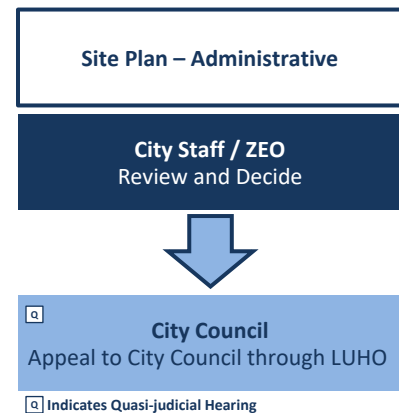 Site Plan – Administrative
City Staff / ZEO
Review and Decide
Q
City Council
Appeal to City Council through LUHO
Q Indicates Quasi-judicial Hearing